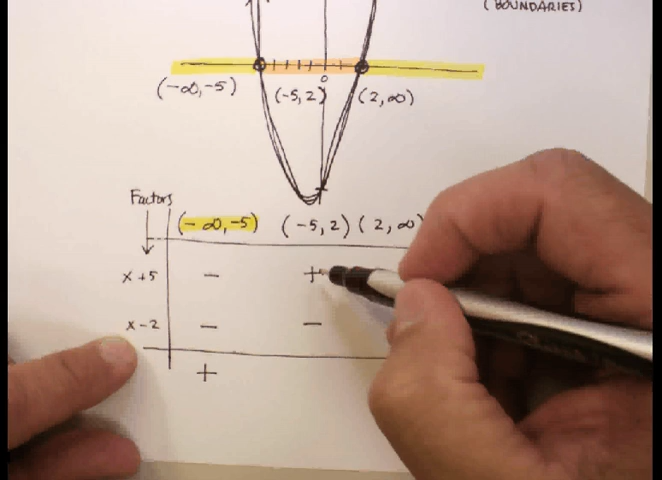 (BOUNDARIES)
0
(-∞,-5) (-5,2) (2,∞)
Factors
(-∞,-5) (-5,2) (2,∞)
x+5 - +
x-2 - -
+